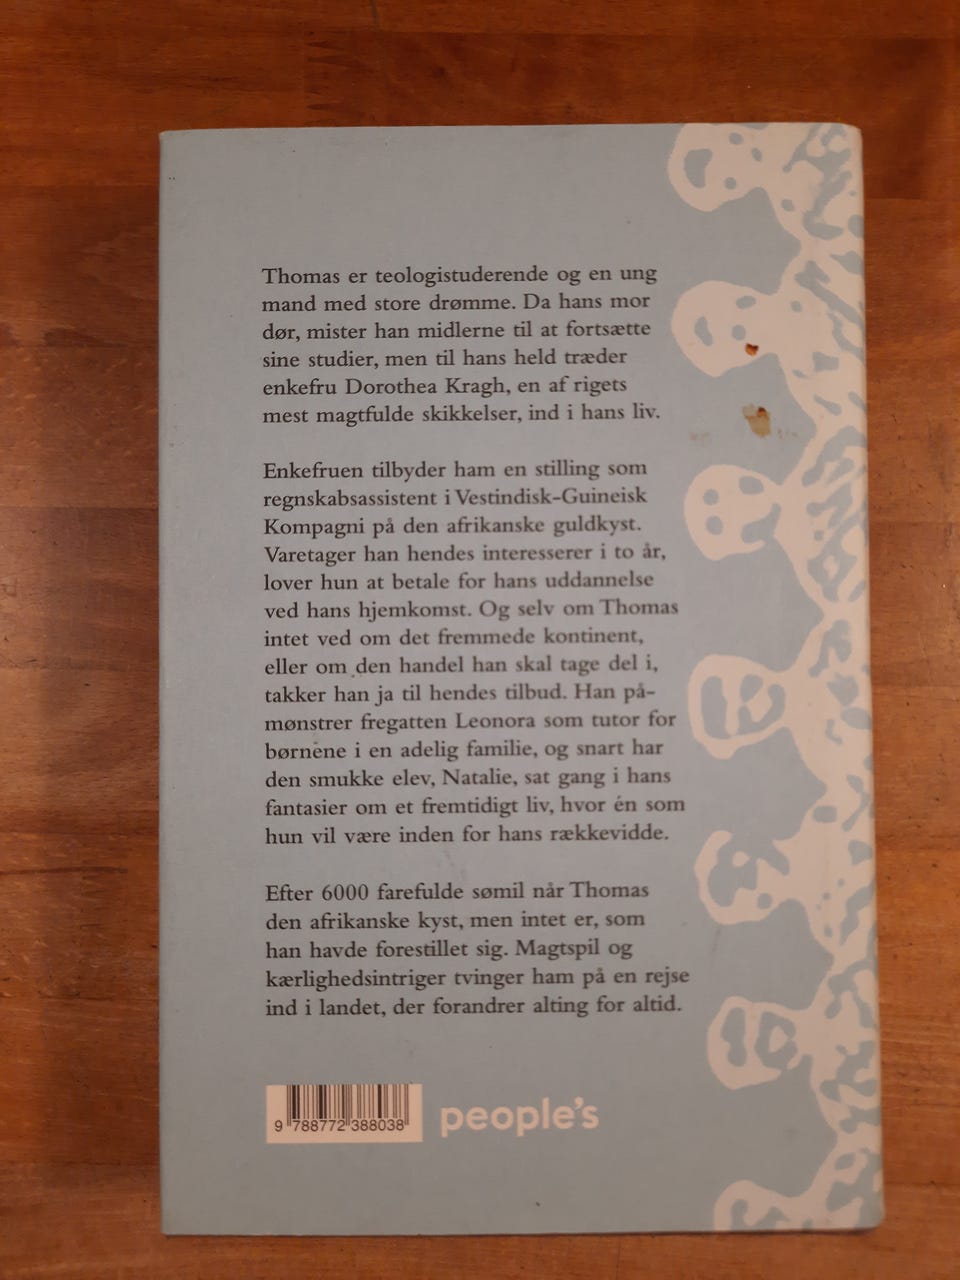 Thomas er teologistuderende og en ung
mand med store drømme. Da hans mor
dør, mister han midlerne til at fortsætte
sine studier, men til hans held træder
enkefru Dorothea Kragh, en af rigets
mest magtfulde skikkelser, ind i hans liv.
Enkefruen tilbyder ham en stilling som
regnskabsassistent i Vestindisk-Guineisk
Kompagni på den afrikanske guldkyst.
Varetager han hendes interesserer i to år,
lover hun at betale for hans uddannelse
ved hans hjemkomst. Og selv om Thomas
intet ved om det fremmede kontinent,
eller om den handel han skal tage del i,
takker han ja til hendes tilbud. Han på-
mønstrer fregatten Leonora som tutor for
børnene i en adelig familie, og snart har
den smukke elev, Natalie, sat gang i hans
fantasier om et fremtidigt liv, hvor én som
hun vil være inden for hans rækkevidde.
Efter 6000 farefulde sømil når Thomas
den afrikanske kyst, men intet er, som
han havde forestillet sig. Magtspil og
kærlighedsintriger tvinger ham på en rejse
ind i landet, der forandrer alting for altid.
9 788772 388038
people's